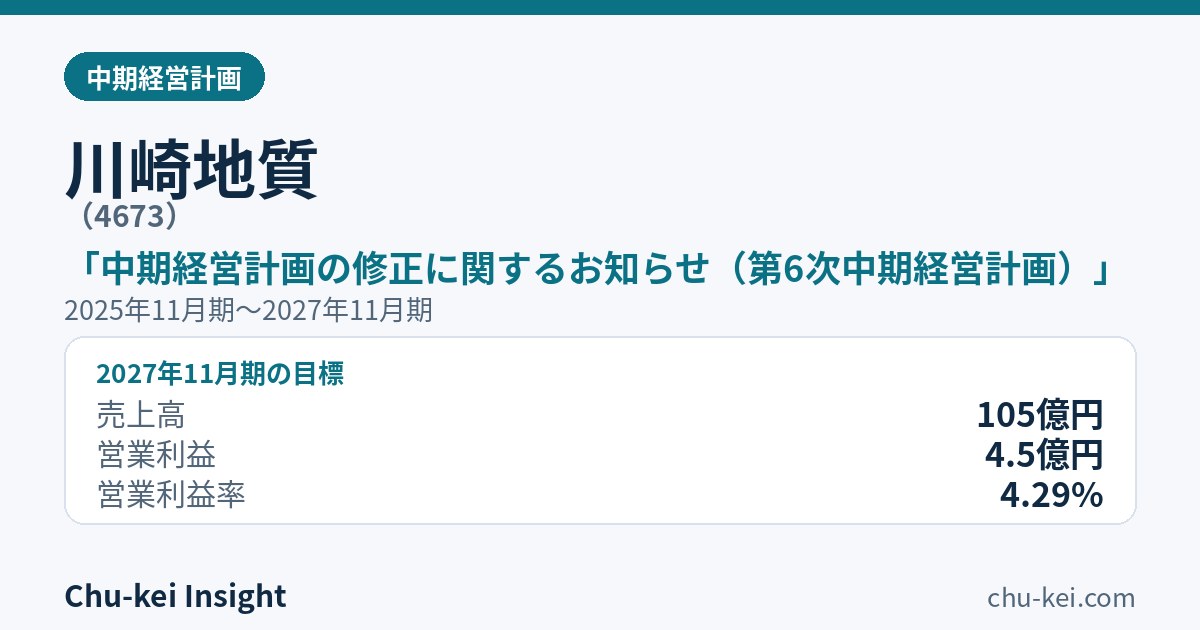 中期経営計画
川崎地質
（4673）
「中期経営計画の修正に関するお知らせ（第6次中期経営計画）」
2025年11月期～2027年11月期
2027年11月期の目標
売上高 105億円
営業利益 4.5億円
営業利益率 4.29%
Chu-kei Insight chu-kei.com